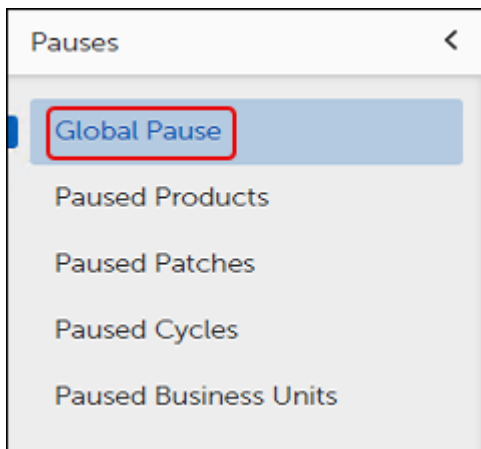 Pauses
Global Pause
Paused Products
Paused Patches
Paused Cycles
Paused Business Units